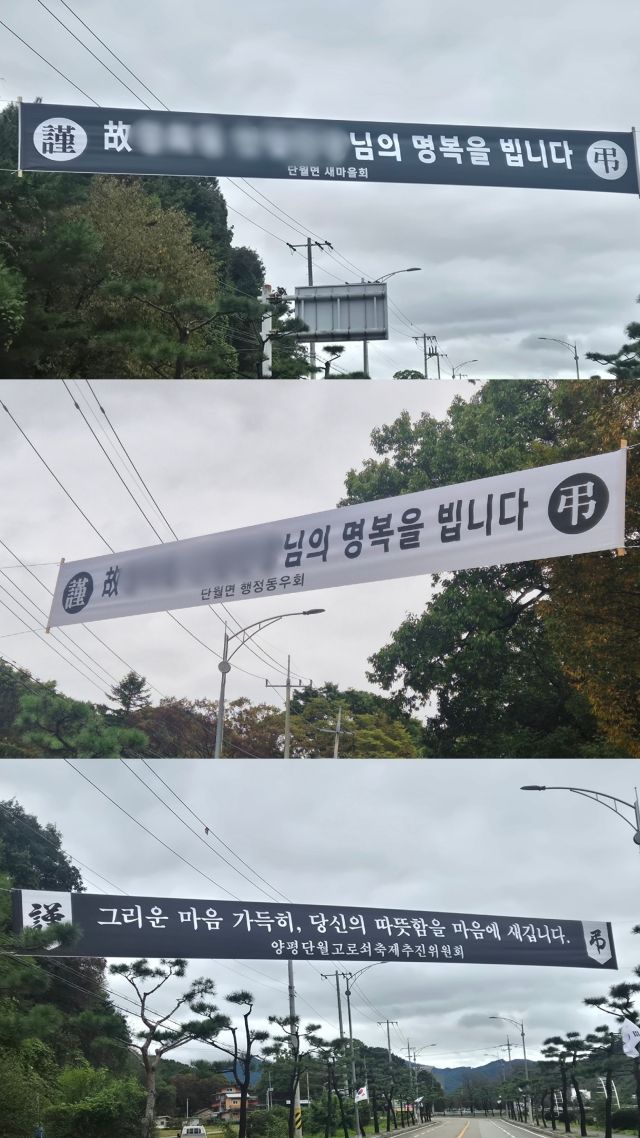 謹 故 님의 명복을 빕니다 弔
단월면 새마을회
謹 故 님의 명복을 빕니다 弔
단월면 행정동우회
謹 그리운 마음 가득히, 당신의 따뜻함을 마음에 새깁니다. 弔
양평단월고로쇠축제추진위원회